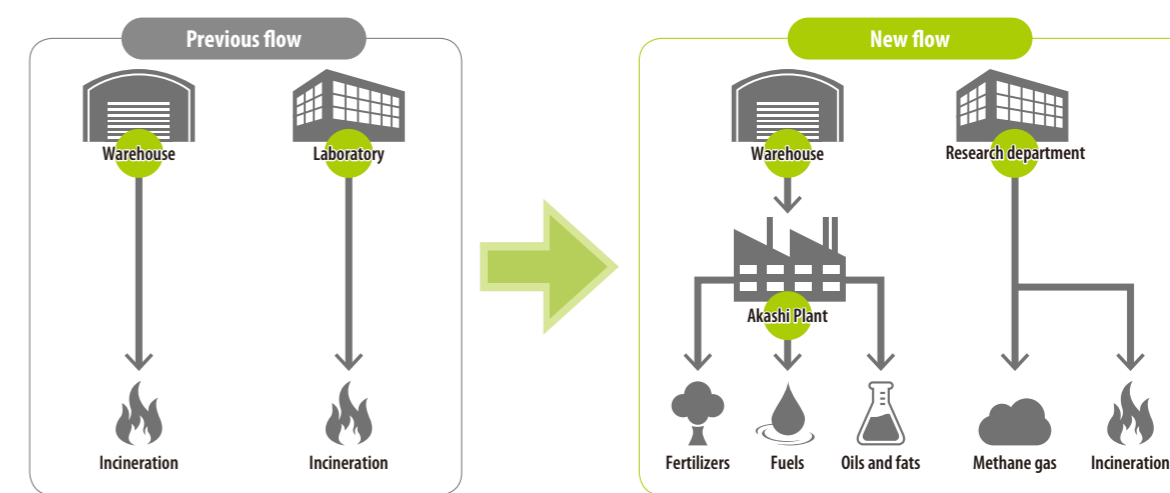 Previous flow
Warehouse
Laboratory
Incineration
Incineration
New flow
Warehouse
Research department
Akashi Plant
Fertilizers
Fuels
Oils and fats
Methane gas
Incineration